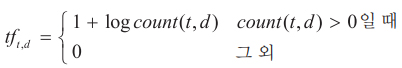 tf_{t,d} = { 1 + log count(t, d)   count(t, d) > 0일 때
0   그 외